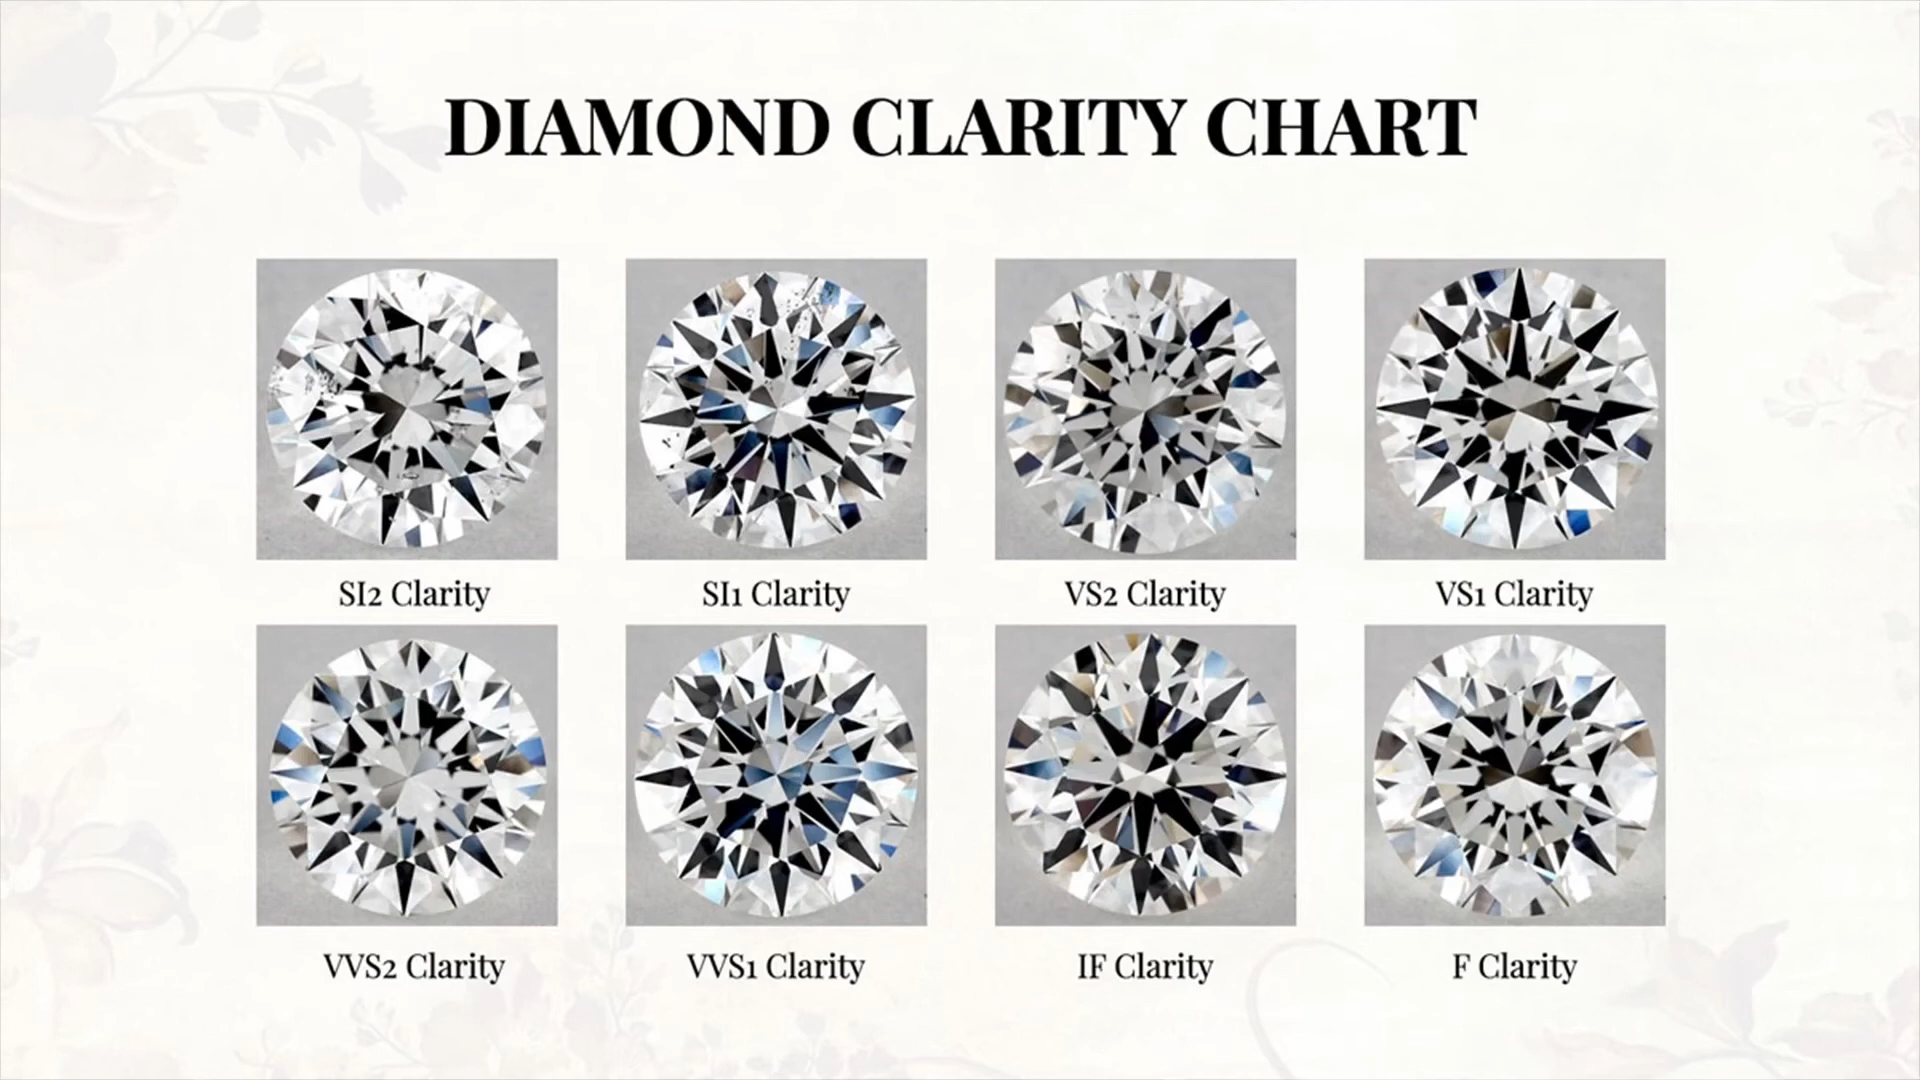 DIAMOND CLARITY CHART
SI2 Clarity
SI1 Clarity
VS2 Clarity
VS1 Clarity
VVS2 Clarity
VVS1 Clarity
IF Clarity
F Clarity